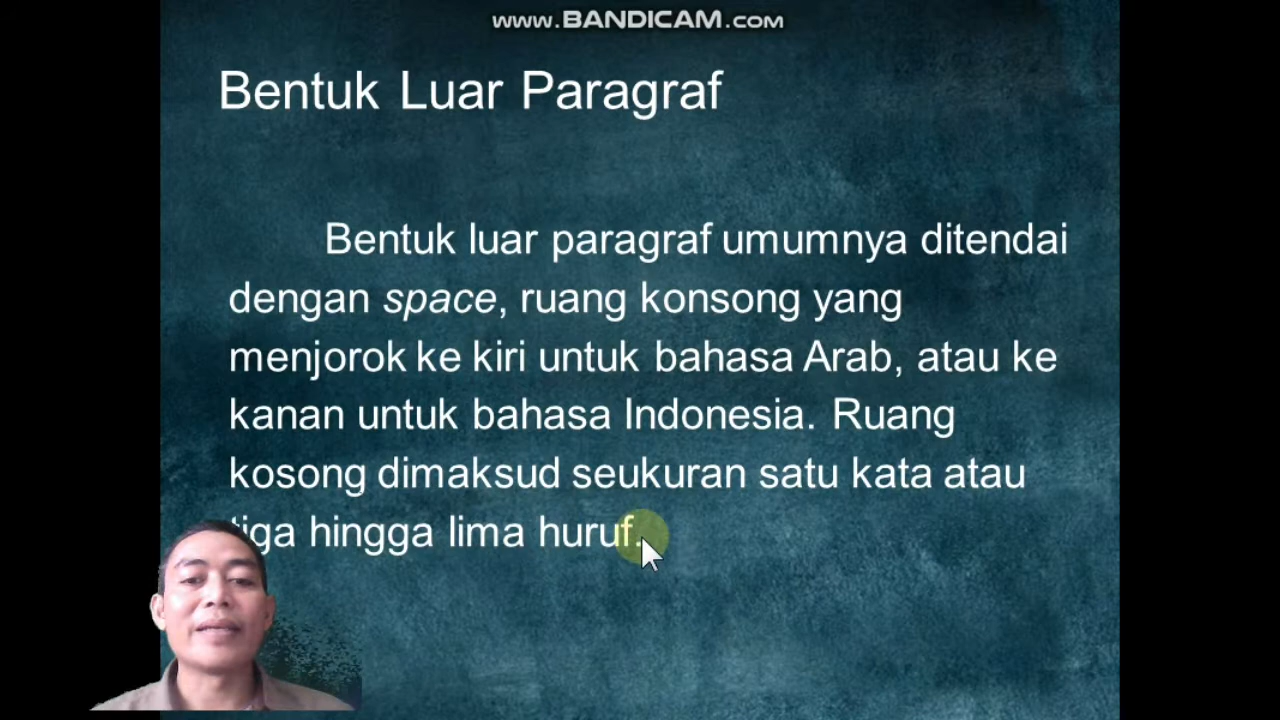 www.BANDICAM.com
Bentuk Luar Paragraf
Bentuk luar paragraf umumnya ditendai
dengan space, ruang konsong yang
menjorok ke kiri untuk bahasa Arab, atau ke
kanan untuk bahasa Indonesia. Ruang
kosong dimaksud seukuran satu kata atau
tiga hingga lima huruf.